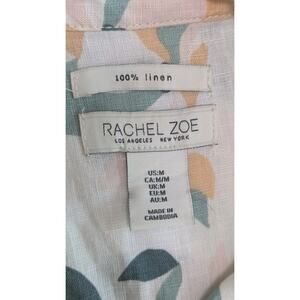 100% linen
RACHEL ZOE
LOS ANGELES NEW YORK
US:M
CA:M/M
UK:M
EU:M
AU:M
MADE IN
CAMBODIA